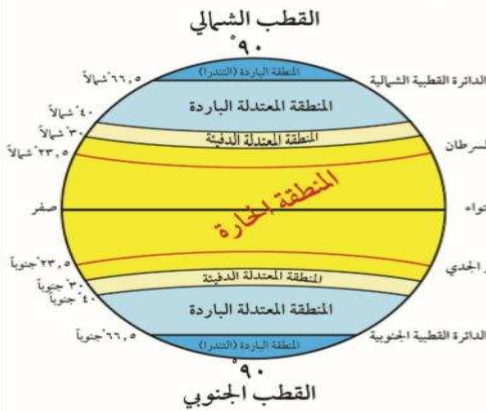 القطب الشمالي
٩٠°
المنطقة الباردة (التندرا)
الدائرة القطبية الشمالية
٦٦,٥° شمالاً
المنطقة المعتدلة الباردة
٤٠° شمالاً
المنطقة المعتدلة الدفيئة
٣٠° شمالاً
السرطان
٢٣,٥° شمالاً
المنطقة الحارة
صفر
٢٣,٥° جنوباً
الجدي
المنطقة المعتدلة الدفيئة
٣٠° جنوباً
٤٠° جنوباً
المنطقة المعتدلة الباردة
الدائرة القطبية الجنوبية
٦٦,٥° جنوباً
المنطقة الباردة (التندرا)
٩٠°
القطب الجنوبي